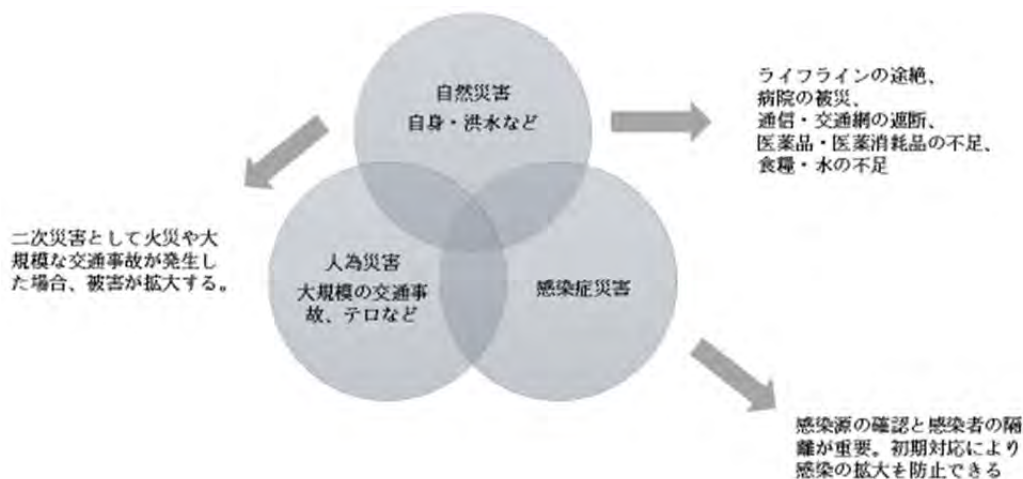 自然災害
自身・洪水など
ライフラインの途絶、
病院の被災、
通信・交通網の遮断、
医薬品・医薬消耗品の不足、
食糧・水の不足
二次災害として火災や大
規模な交通事故が発生し
た場合、被害が拡大する。
人為災害
大規模の交通事
故、テロなど
感染症災害
感染源の確認と感染者の隔
離が重要。初期対応により
感染の拡大を防止できる